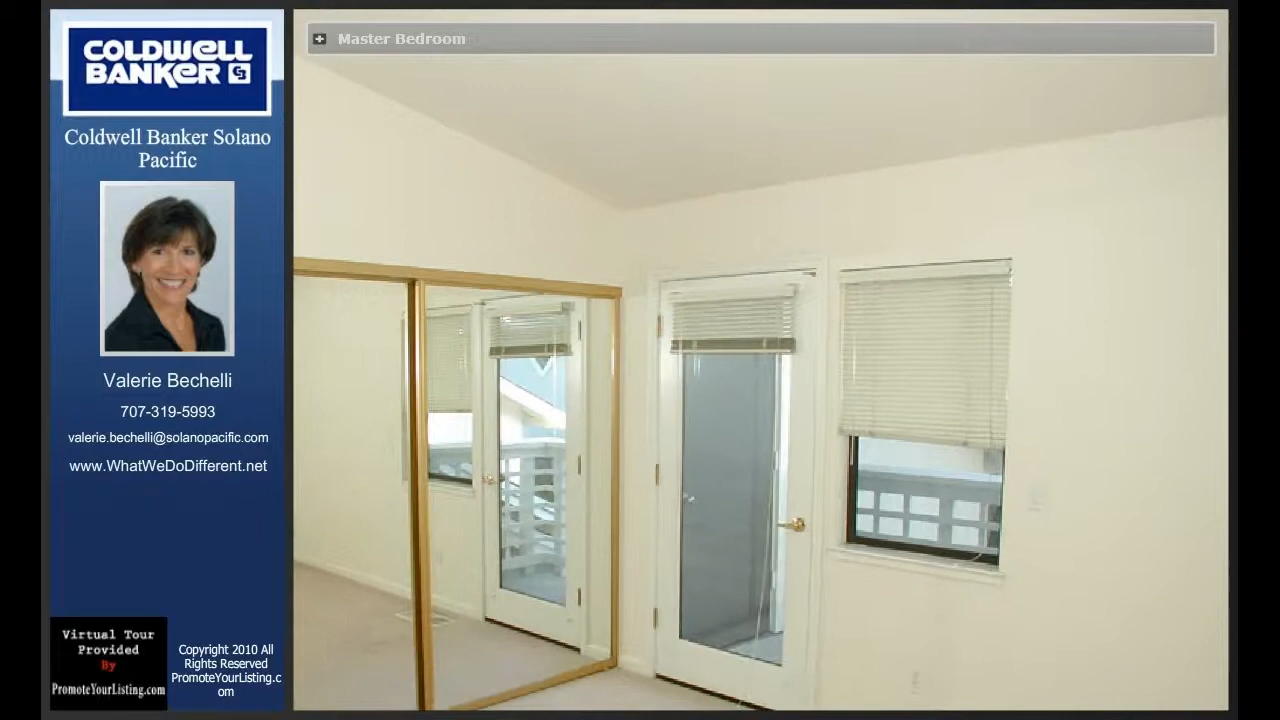 COLDWELL
BANKER
Coldwell Banker Solano
Pacific
Valerie Bechelli
707-319-5993
valerie.bechelli@solanopacific.com
www.WhatWeDoDifferent.net
Virtual Tour
Provided
By
PromoteYourListing.com
Copyright 2010 All
Rights Reserved
PromoteYourListing.c
om
Master Bedroom